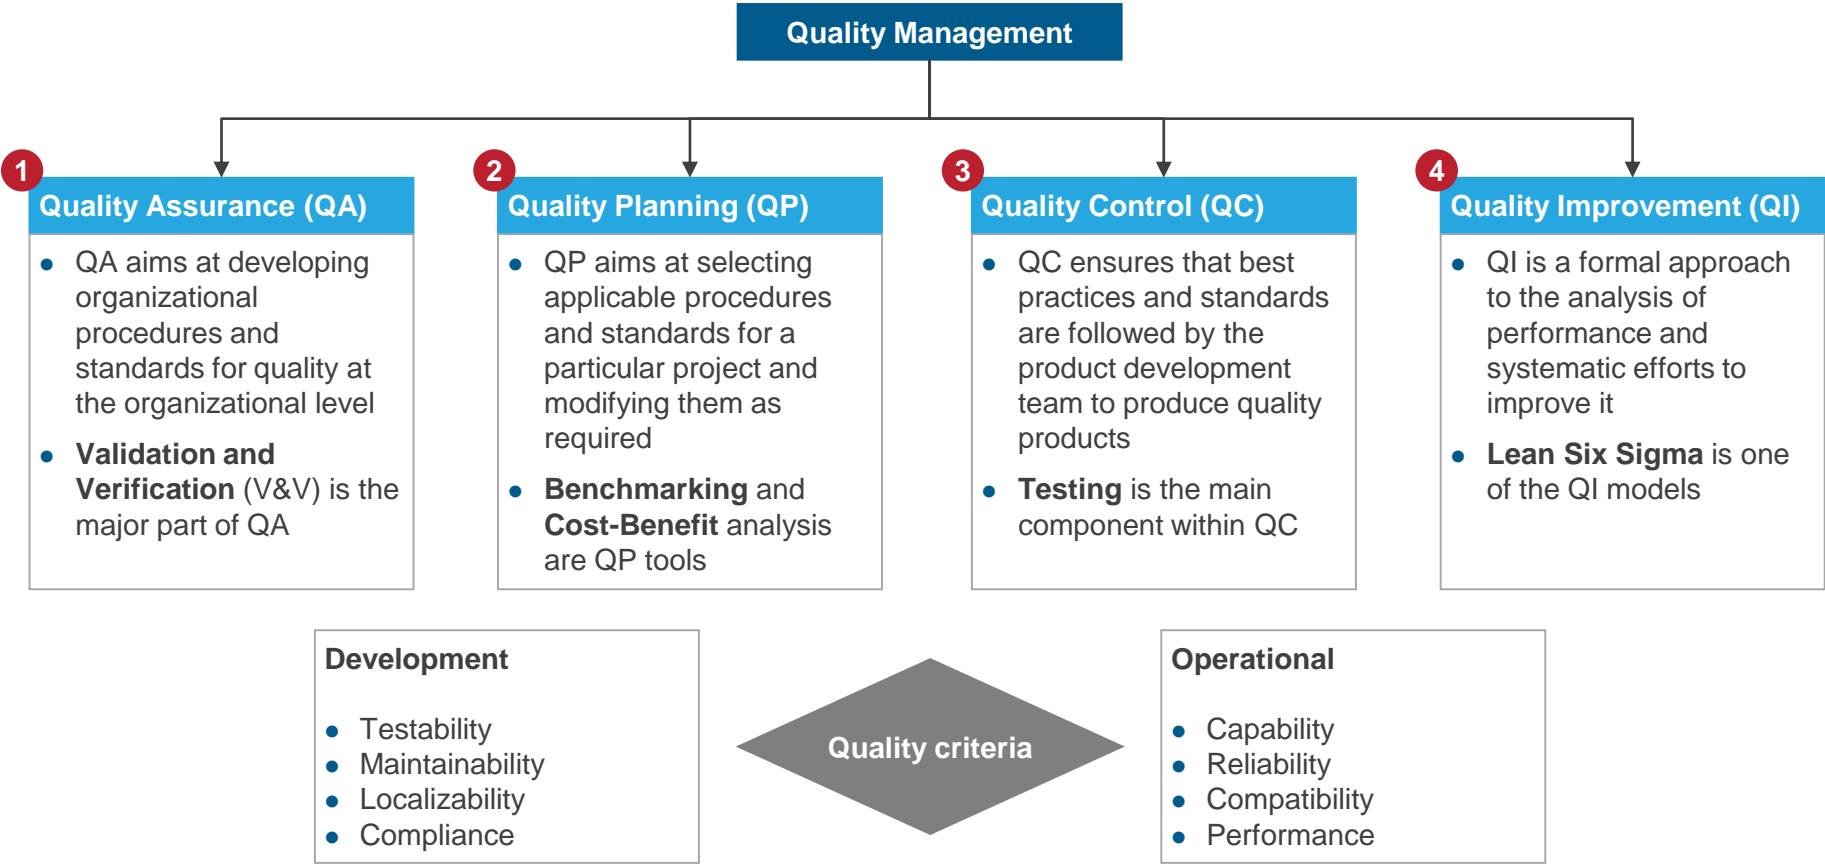 Quality Management
1
Quality Assurance (QA)
● QA aims at developing
organizational
procedures and
standards for quality at
the organizational level
● Validation and
Verification (V&V) is the
major part of QA
2
Quality Planning (QP)
● QP aims at selecting
applicable procedures
and standards for a
particular project and
modifying them as
required
● Benchmarking and
Cost-Benefit analysis
are QP tools
3
Quality Control (QC)
● QC ensures that best
practices and standards
are followed by the
product development
team to produce quality
products
● Testing is the main
component within QC
4
Quality Improvement (QI)
● QI is a formal approach
to the analysis of
performance and
systematic efforts to
improve it
● Lean Six Sigma is one
of the QI models
Development
● Testability
● Maintainability
● Localizability
● Compliance
Quality criteria
Operational
● Capability
● Reliability
● Compatibility
● Performance